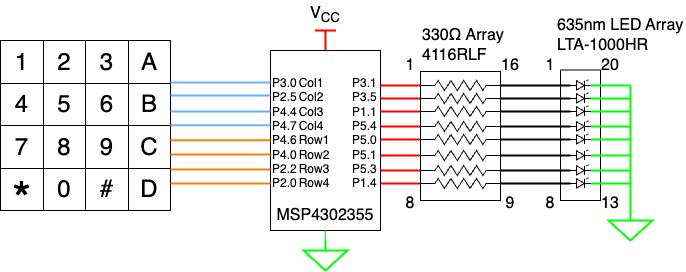 V_CC
330Ω Array
4116RLF
635nm LED Array
LTA-1000HR
1 2 3 A
4 5 6 B
7 8 9 C
* 0 # D
P3.0 Col1
P2.5 Col2
P4.4 Col3
P4.7 Col4
P4.6 Row1
P4.0 Row2
P2.2 Row3
P2.0 Row4
P3.1
P3.5
P1.1
P5.4
P5.0
P5.1
P5.3
P1.4
MSP4302355
1 16
8 9
1 20
8 13